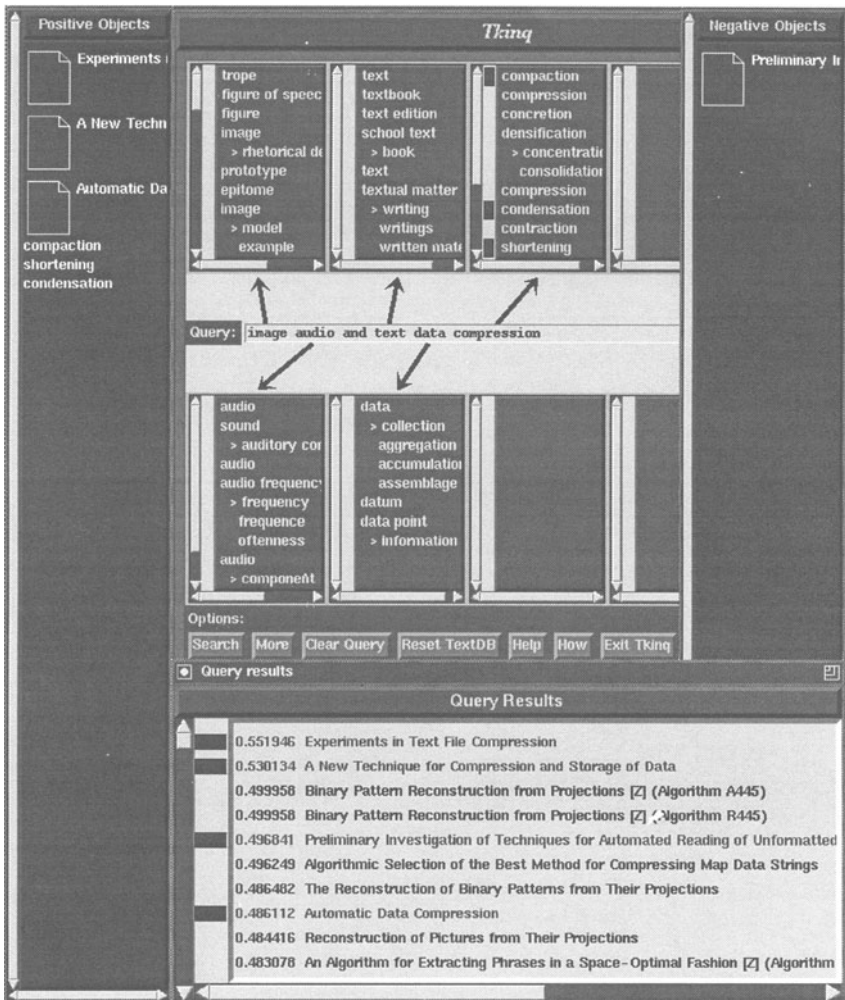 Positive Objects
Experiments
A New Techn
Automatic Da
compaction
shortening
condensation
Tkinq
trope
figure of speec
figure
image
> rhetorical de
prototype
epitome
image
> model
example
text
textbook
text edition
school text
> book
text
textual matter
> writing
writings
written mate
compaction
compression
concretion
densification
> concentratio
consolidation
compression
condensation
contraction
shortening
Query: image audio and text data compression
audio
sound
> auditory cor
audio
audio frequency
> frequency
frequence
oftenness
audio
> component
data
> collection
aggregation
accumulation
assemblage
datum
data point
> information
Options:
Search More Clear Query Reset TextDB Help How Exit Tkinq
Negative Objects
Preliminary In
Query results
Query Results
0.551946 Experiments in Text File Compression
0.530134 A New Technique for Compression and Storage of Data
0.499958 Binary Pattern Reconstruction from Projections [Z] (Algorithm A445)
0.499958 Binary Pattern Reconstruction from Projections [Z] (Algorithm R445)
0.496841 Preliminary Investigation of Techniques for Automated Reading of Unformatted
0.496249 Algorithmic Selection of the Best Method for Compressing Map Data Strings
0.486482 The Reconstruction of Binary Patterns from Their Projections
0.486112 Automatic Data Compression
0.484416 Reconstruction of Pictures from Their Projections
0.483078 An Algorithm for Extracting Phrases in a Space-Optimal Fashion [Z] (Algorithm